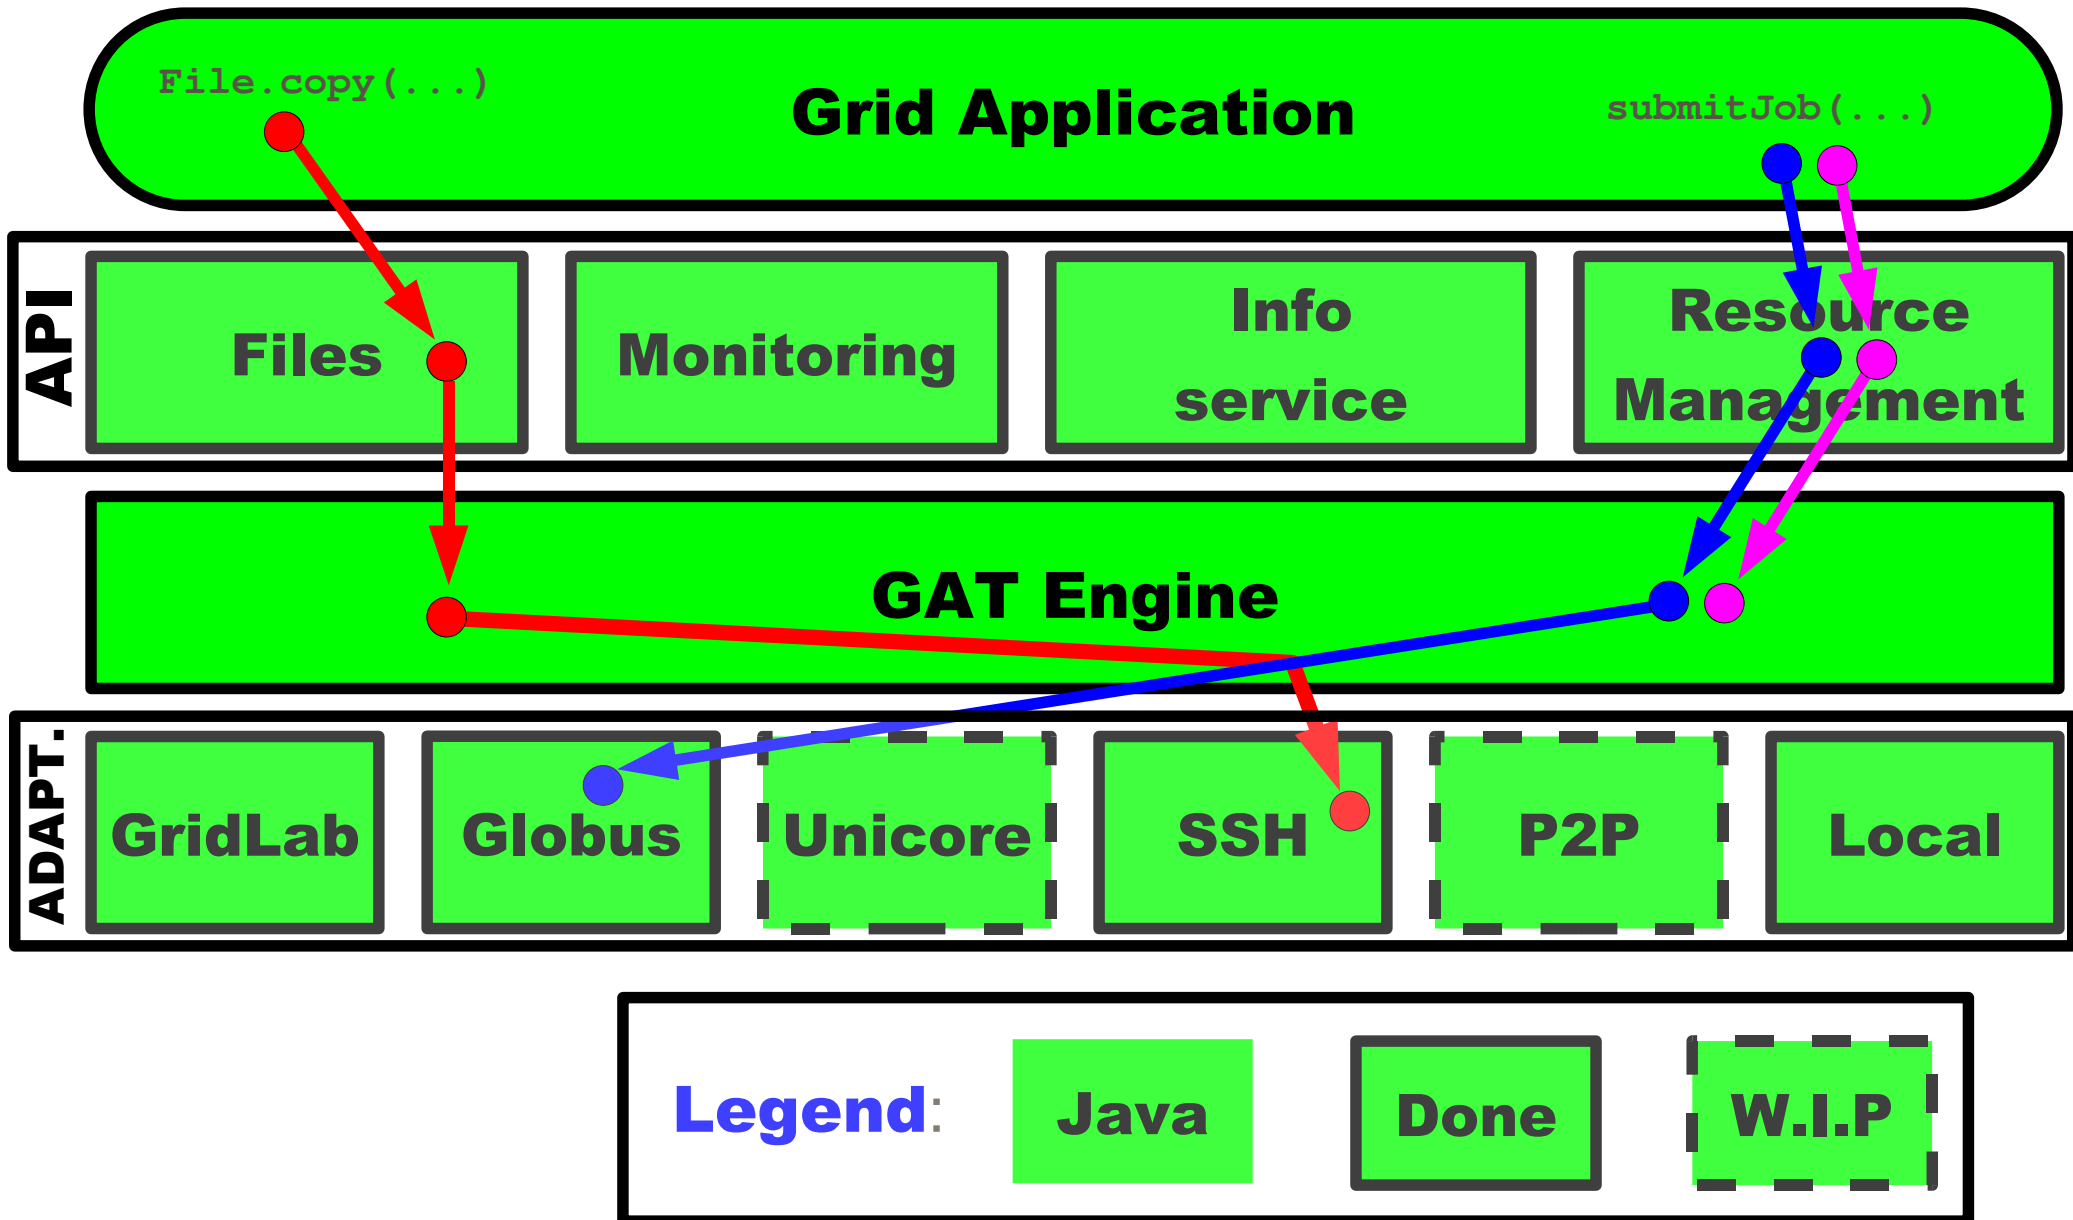 File.copy(...)
Grid Application
submitJob(...)
API
Files
Monitoring
Info
service
Resource
Management
GAT Engine
ADAPT.
GridLab
Globus
Unicore
SSH
P2P
Local
Legend:
Java
Done
W.I.P